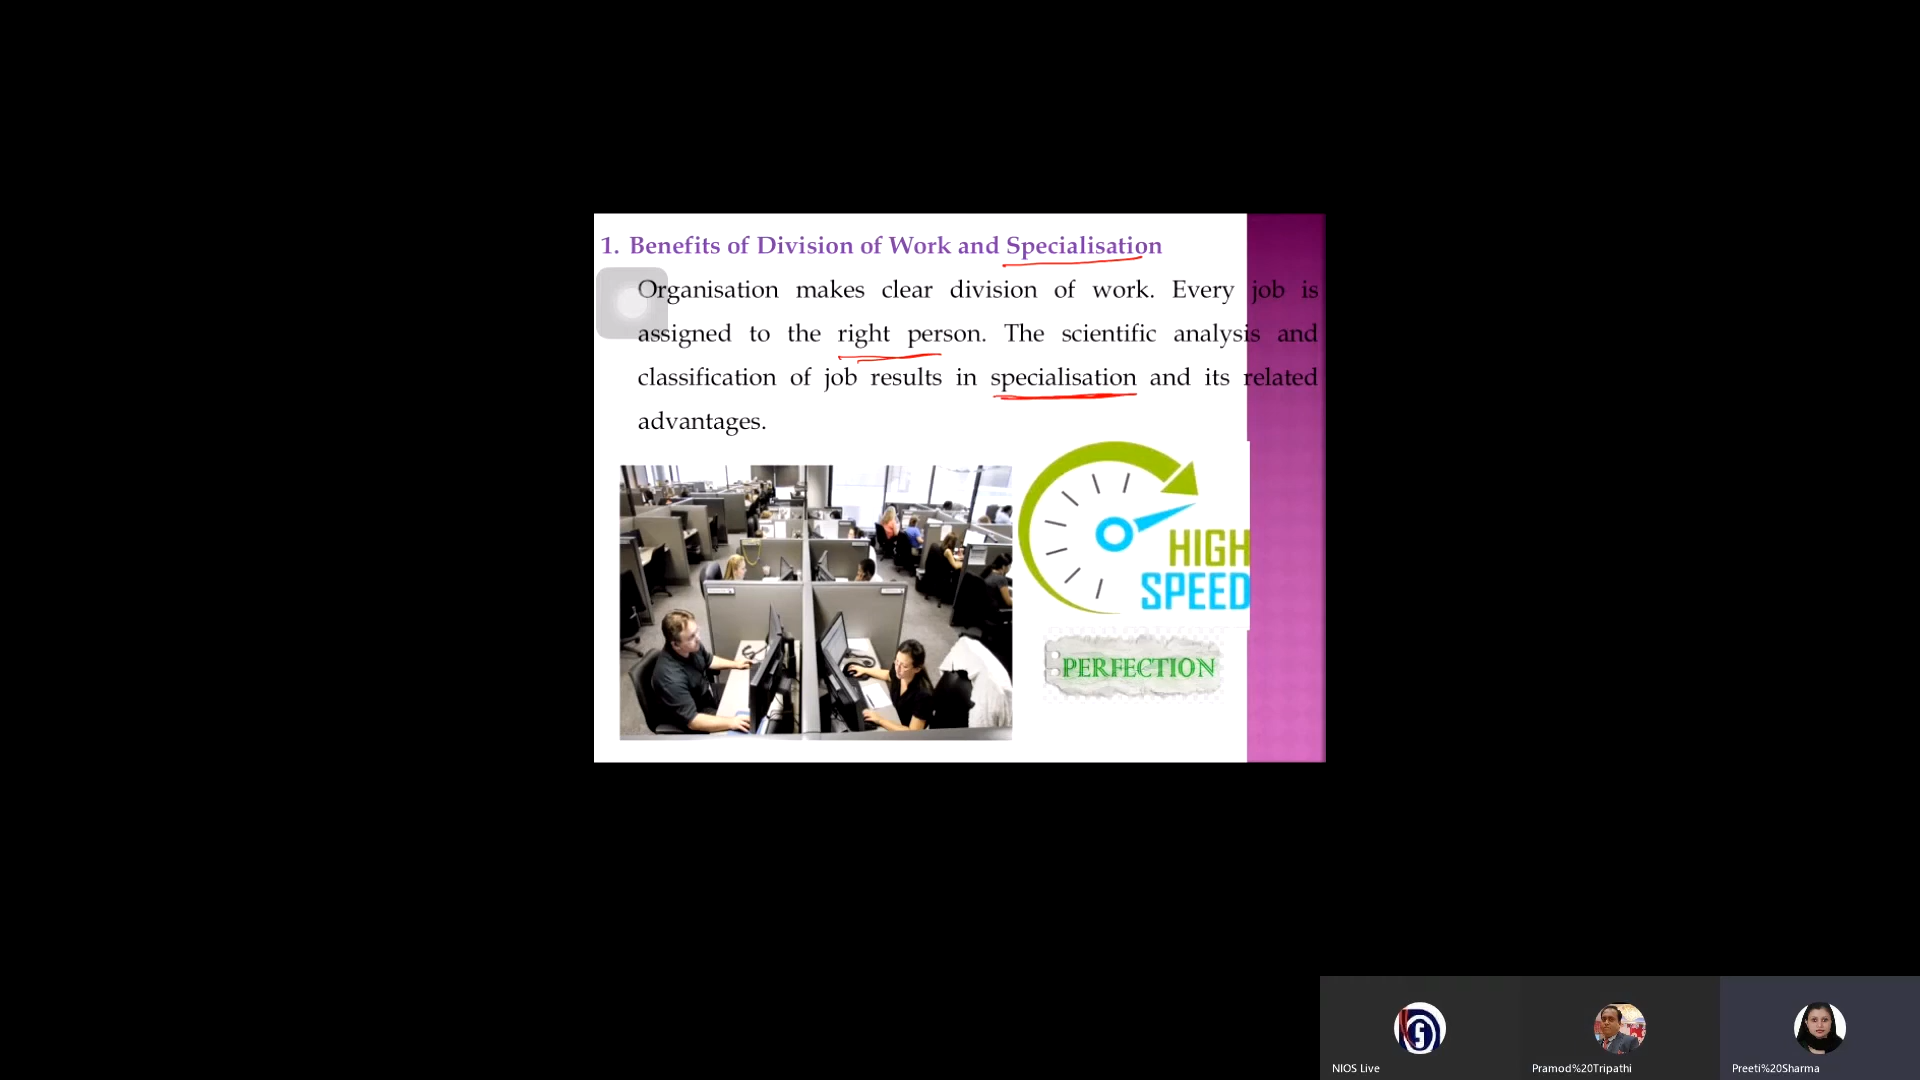 1. Benefits of Division of Work and Specialisation
Organisation makes clear division of work. Every job is
assigned to the right person. The scientific analysis and
classification of job results in specialisation and its related
advantages.
HIGH
SPEED
PERFECTION
NIOS Live
Pramod%20Tripathi
Preeti%20Sharma